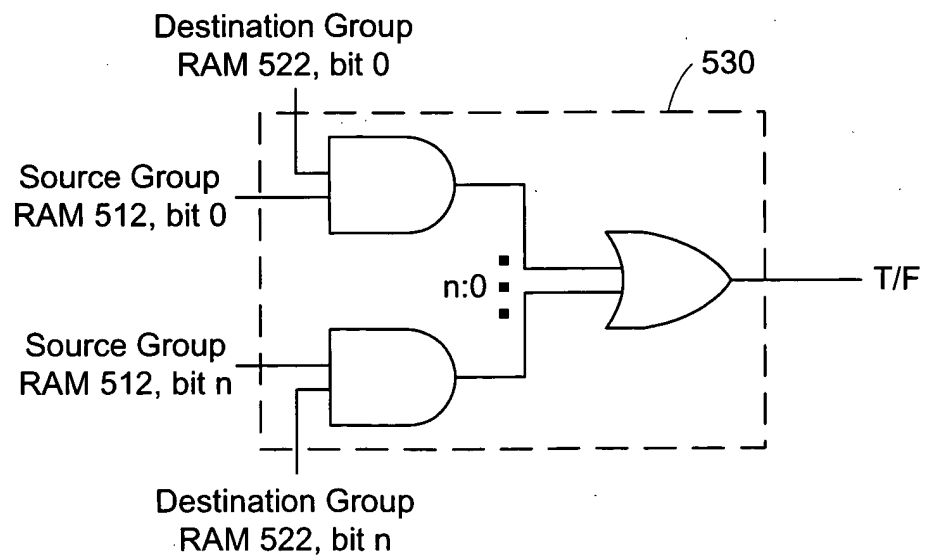 Destination Group
RAM 522, bit 0
530
Source Group
RAM 512, bit 0
n:0
T/F
Source Group
RAM 512, bit n
Destination Group
RAM 522, bit n